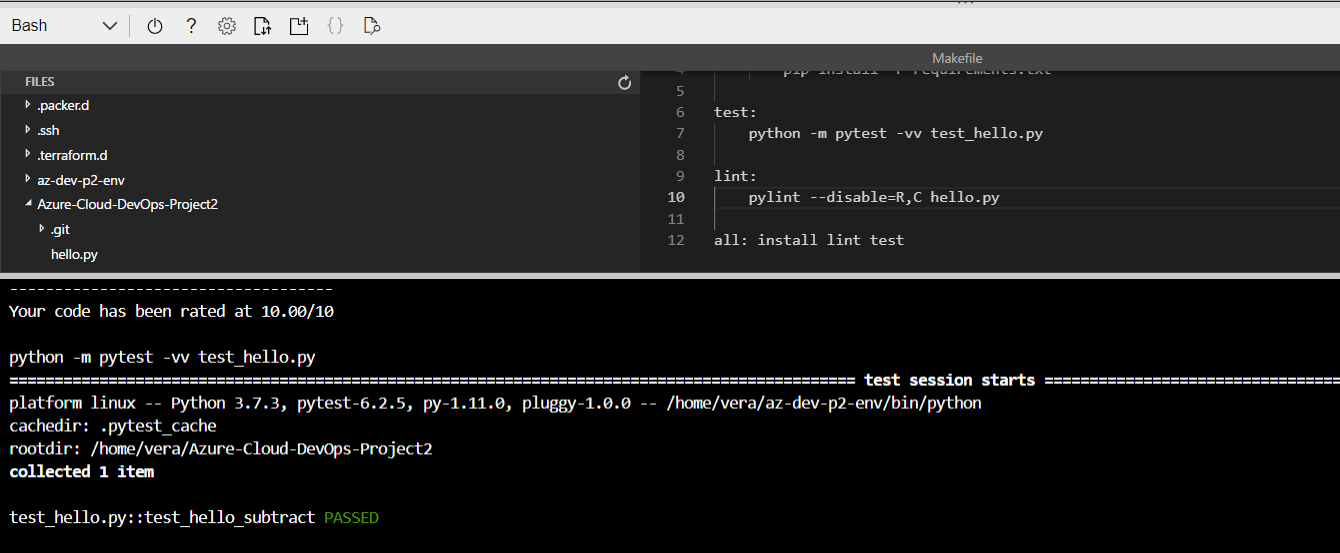 Bash
Makefile
FILES
.packer.d
.ssh
.terraform.d
az-dev-p2-env
Azure-Cloud-DevOps-Project2
.git
hello.py
4 pip install -r requirements.txt
5
6 test:
7 python -m pytest -vv test_hello.py
8
9 lint:
10 pylint --disable=R,C hello.py
11
12 all: install lint test
------------------------------------
Your code has been rated at 10.00/10
python -m pytest -vv test_hello.py
============================================================================================== test session starts =================================
platform linux -- Python 3.7.3, pytest-6.2.5, py-1.11.0, pluggy-1.0.0 -- /home/vera/az-dev-p2-env/bin/python
cachedir: .pytest_cache
rootdir: /home/vera/Azure-Cloud-DevOps-Project2
collected 1 item
test_hello.py::test_hello_subtract PASSED